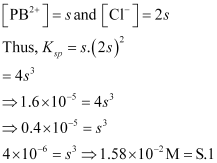 [PB²⁺] = s and [Cl⁻] = 2s
Thus, Kₛₚ = s.(2s)²
= 4s³
⇒ 1.6×10⁻⁵ = 4s³
⇒ 0.4×10⁻⁵ = s³
4×10⁻⁶ = s³ ⇒ 1.58×10⁻² M = S.1